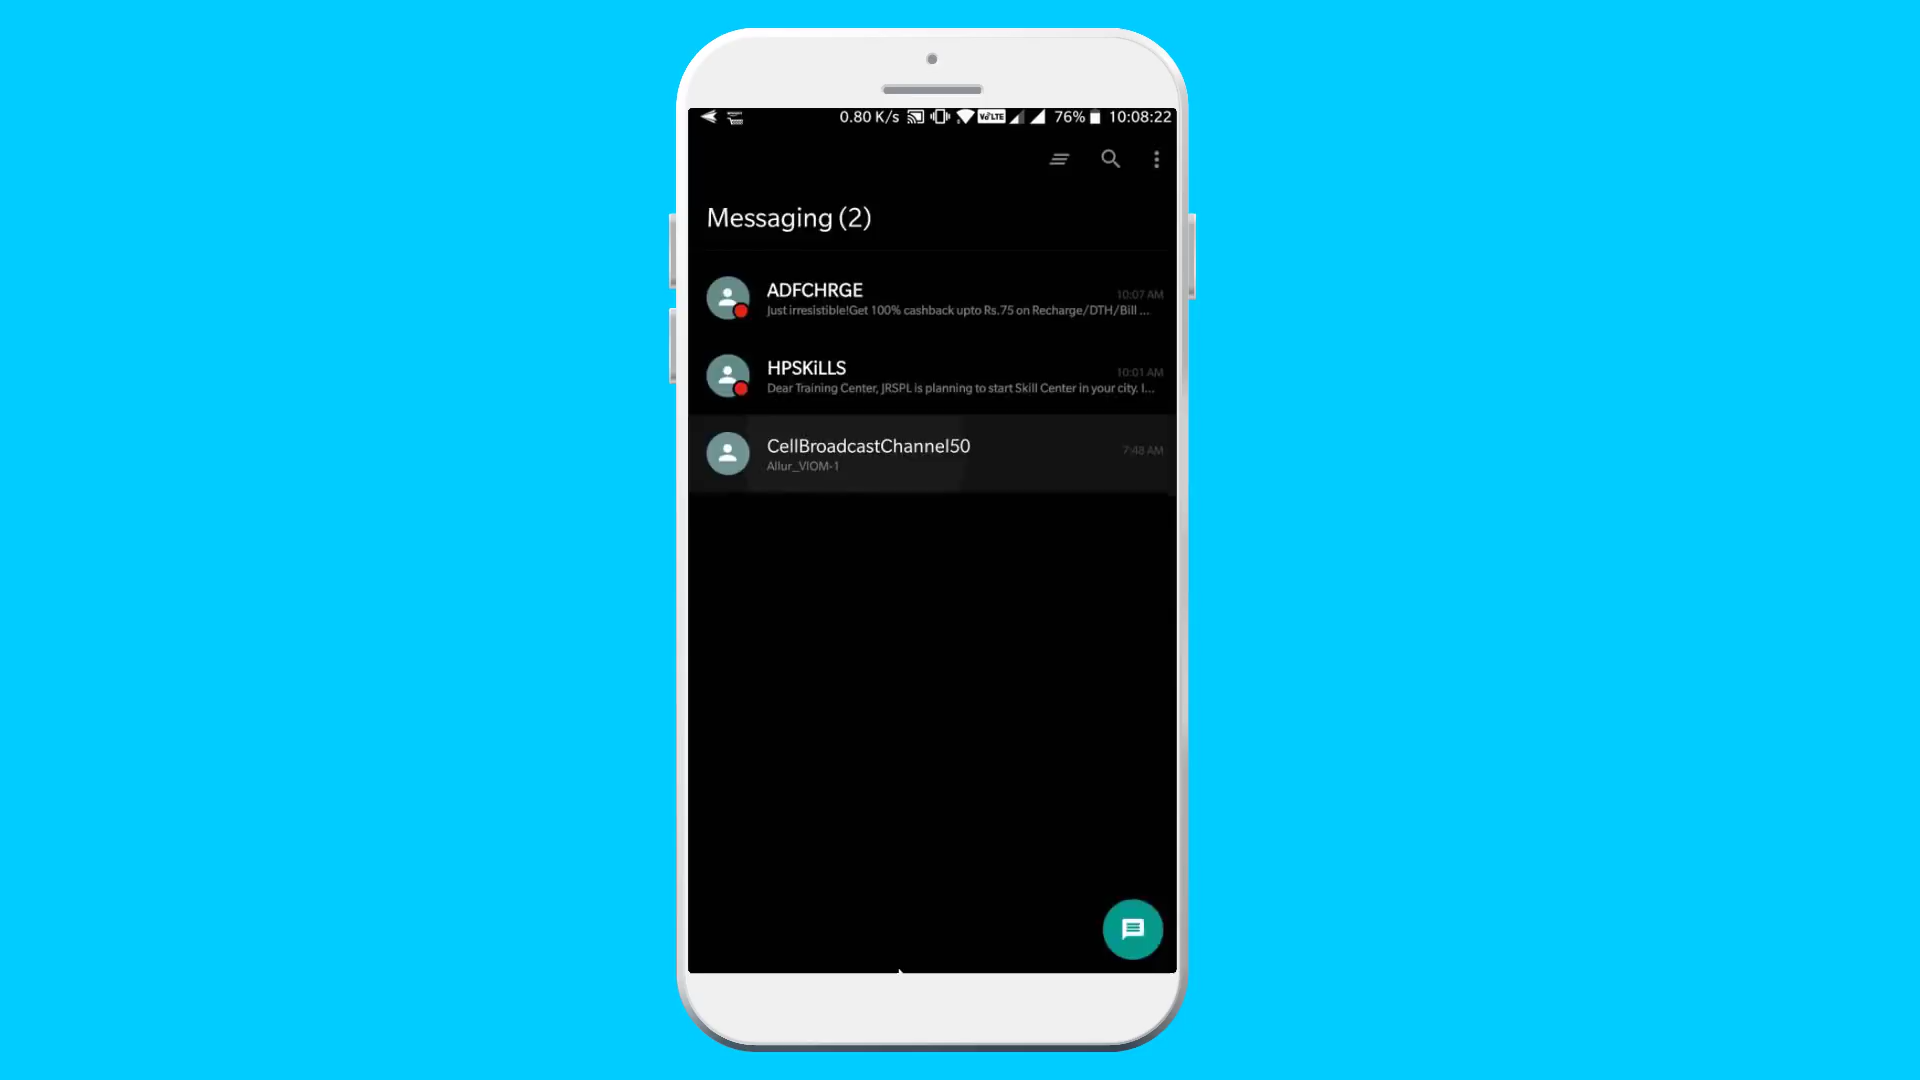 0.80 K/s VoLTE 76% 10:08:22
Messaging (2)
ADFCHRGE
10:07 AM
Just irresistible!Get 100% cashback upto Rs.75 on Recharge/DTH/Bill ...
HPSKiLLS
10:01 AM
Dear Training Center, JRSPL is planning to start Skill Center in your city. I...
CellBroadcastChannel50
7:48 AM
Allur_VIOM-1